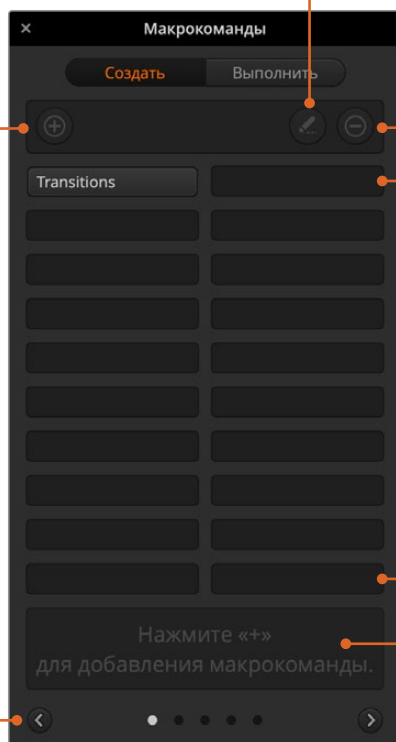 Макрокоманды
Создать Выполнить
Transitions
Нажмите «+»
для добавления макрокоманды.